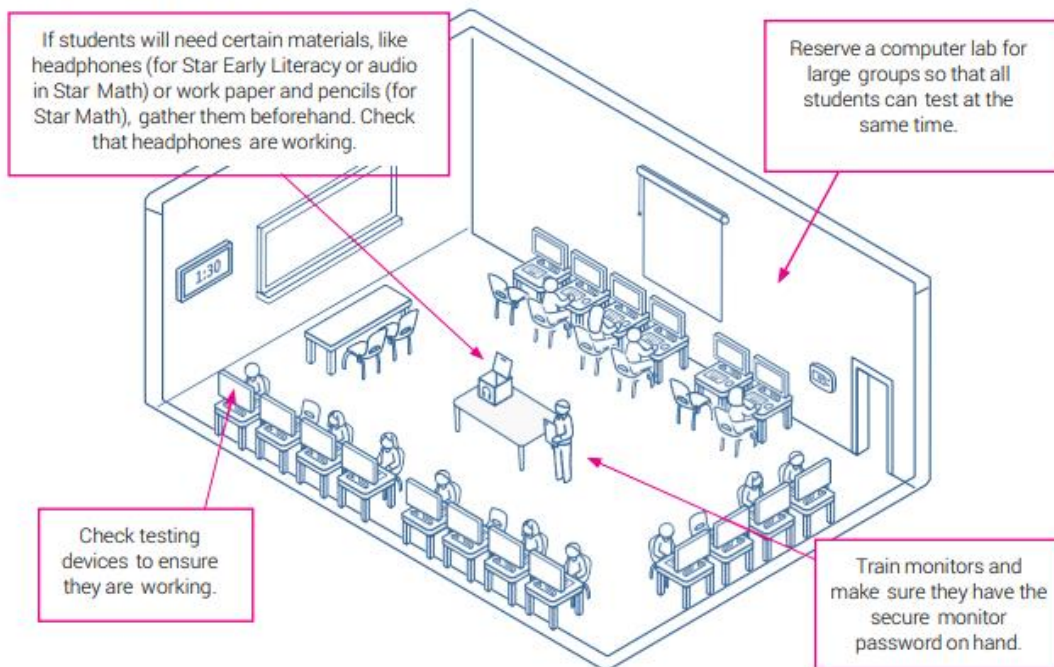 If students will need certain materials, like
headphones (for Star Early Literacy or audio
in Star Math) or work paper and pencils (for
Star Math), gather them beforehand. Check
that headphones are working.
Reserve a computer lab for
large groups so that all
students can test at the
same time.
1:30
Check testing
devices to ensure
they are working.
Train monitors and
make sure they have the
secure monitor
password on hand.